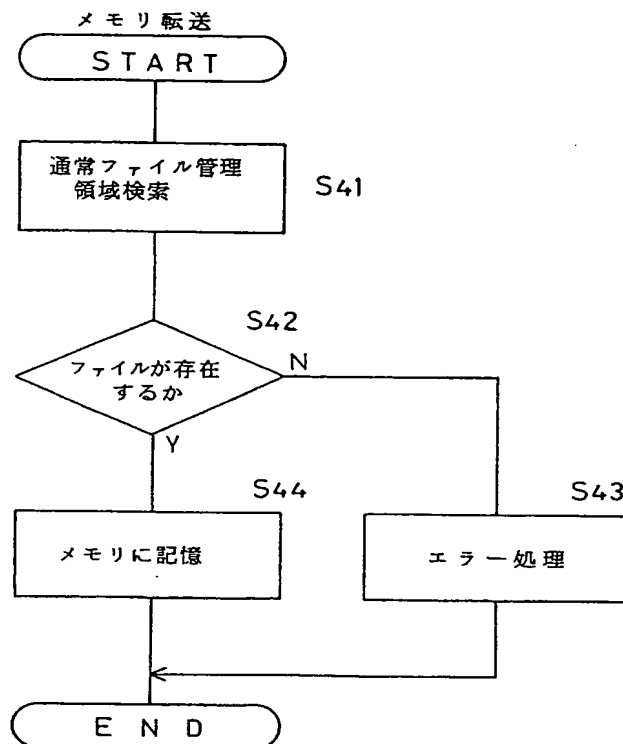 メモリ転送
START
通常ファイル管理
領域検索
S41
S42
ファイルが存在
するか
N
Y
S44
S43
メモリに記憶
エラー処理
END